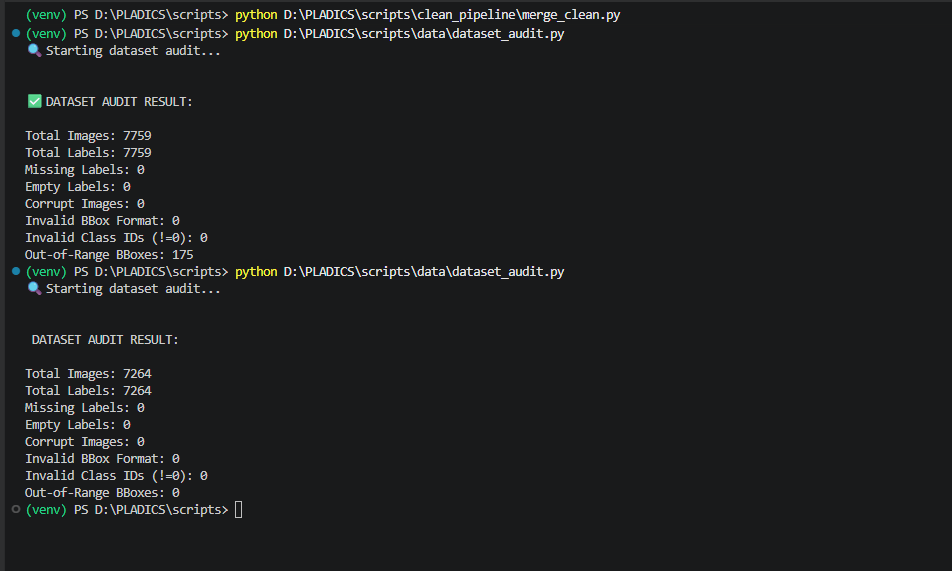 (venv) PS D:\PLADICS\scripts> python D:\PLADICS\scripts\clean_pipeline\merge_clean.py
(venv) PS D:\PLADICS\scripts> python D:\PLADICS\scripts\data\dataset_audit.py
🔍 Starting dataset audit...
✅ DATASET AUDIT RESULT:
Total Images: 7759
Total Labels: 7759
Missing Labels: 0
Empty Labels: 0
Corrupt Images: 0
Invalid BBox Format: 0
Invalid Class IDs (!=0): 0
Out-of-Range BBoxes: 175
(venv) PS D:\PLADICS\scripts> python D:\PLADICS\scripts\data\dataset_audit.py
🔍 Starting dataset audit...
DATASET AUDIT RESULT:
Total Images: 7264
Total Labels: 7264
Missing Labels: 0
Empty Labels: 0
Corrupt Images: 0
Invalid BBox Format: 0
Invalid Class IDs (!=0): 0
Out-of-Range BBoxes: 0
(venv) PS D:\PLADICS\scripts>